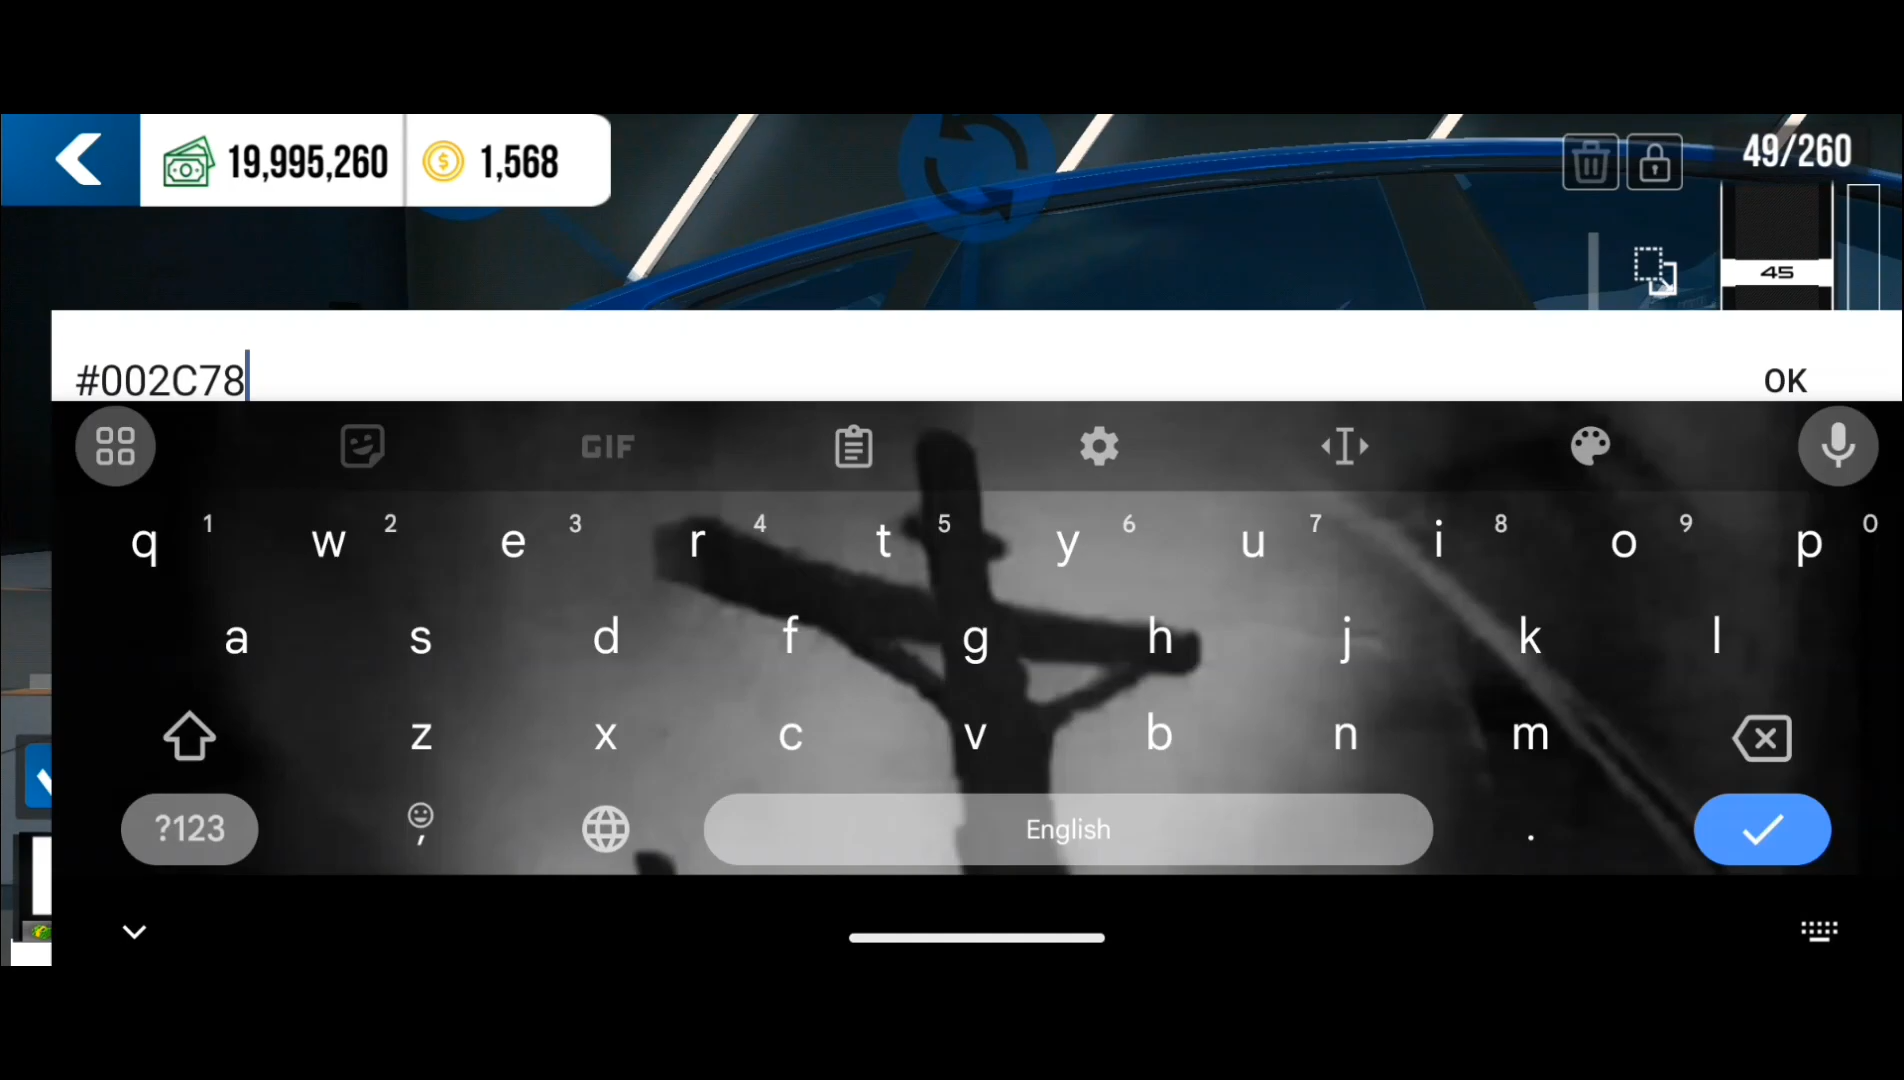 19,995,260 1,568 49/260
45
#002C78 OK
GIF
q 1 w 2 e 3 r 4 t 5 y 6 u 7 i 8 o 9 p 0
a s d f g h j k l
z x c v b n m
?123 , English .